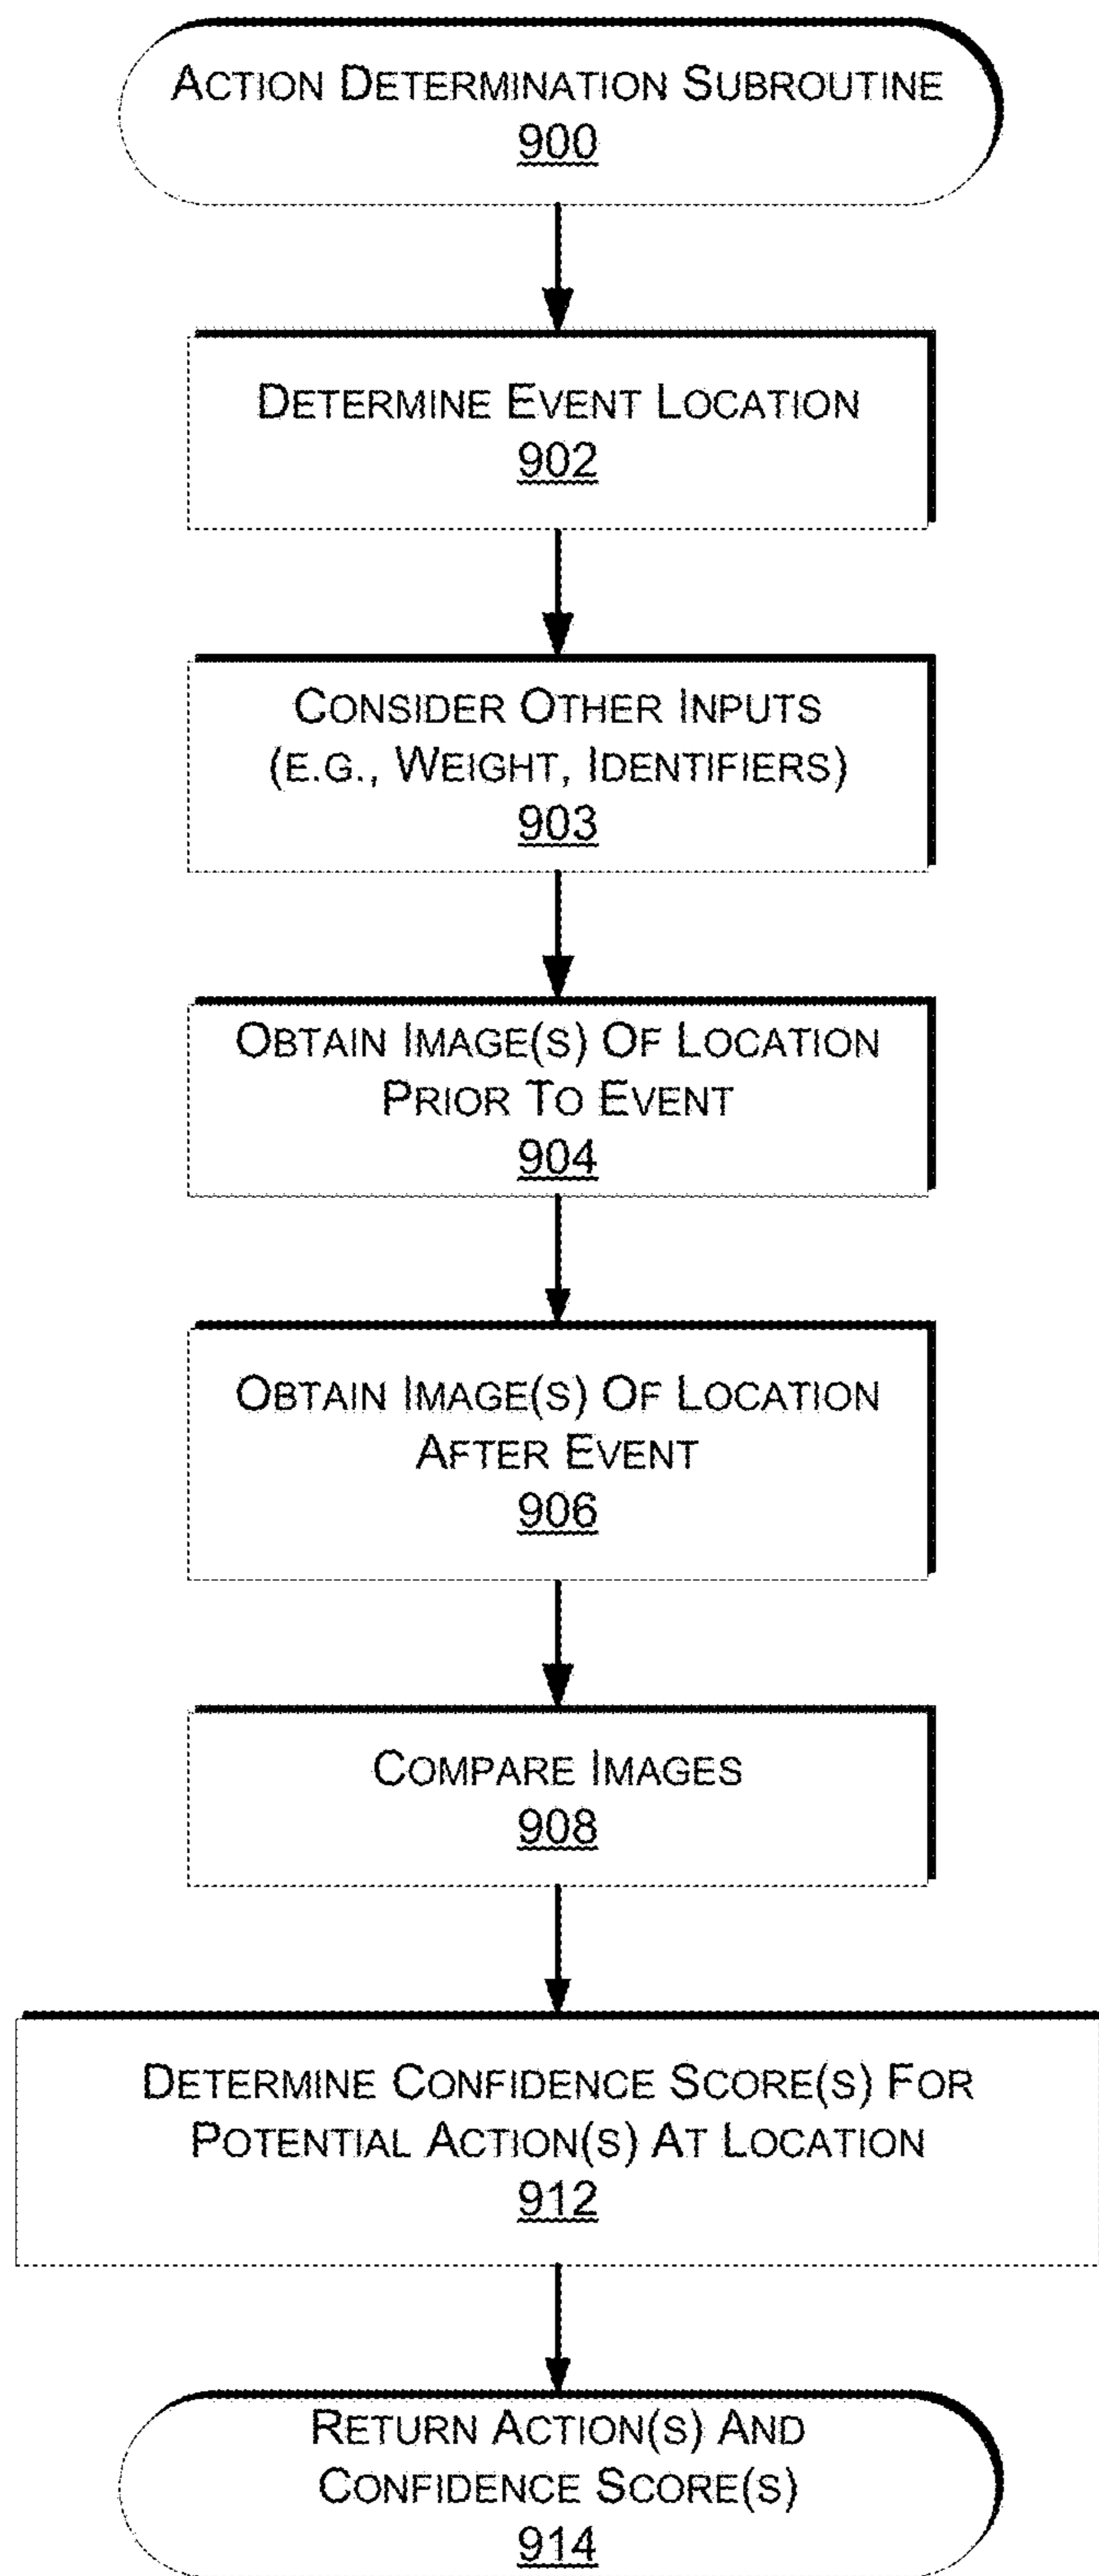 ACTION DETERMINATION SUBROUTINE
900
DETERMINE EVENT LOCATION
902
CONSIDER OTHER INPUTS
(E.G., WEIGHT, IDENTIFIERS)
903
OBTAIN IMAGE(S) OF LOCATION
PRIOR TO EVENT
904
OBTAIN IMAGE(S) OF LOCATION
AFTER EVENT
906
COMPARE IMAGES
908
DETERMINE CONFIDENCE SCORE(S) FOR
POTENTIAL ACTION(S) AT LOCATION
912
RETURN ACTION(S) AND
CONFIDENCE SCORE(S)
914